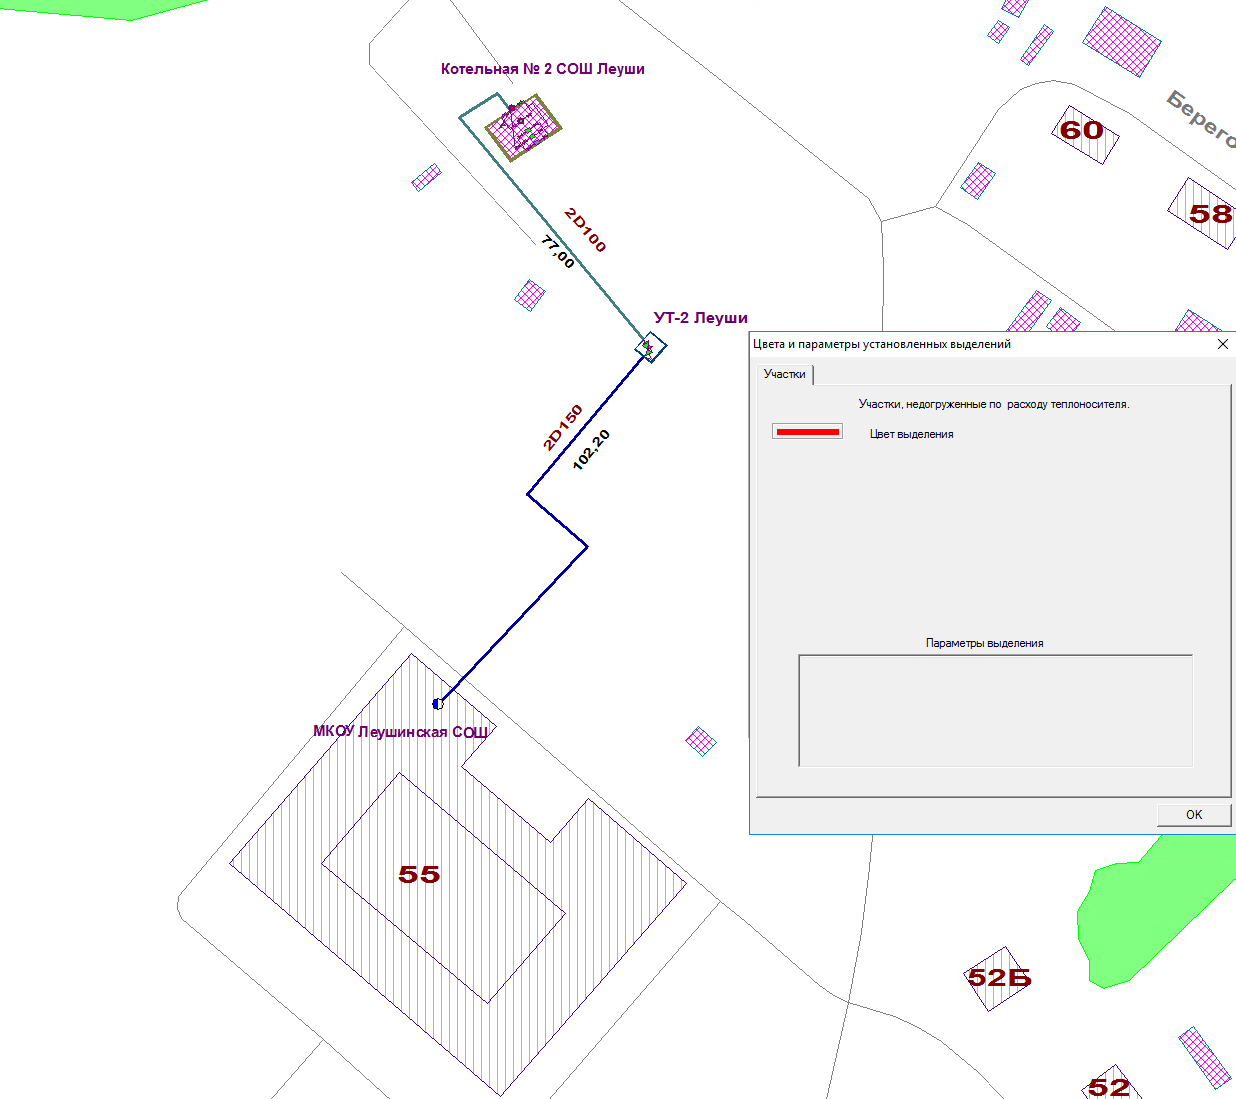 Котельная № 2 СОШ Леуши
60
Берего
58
2D100
77,00
УТ-2 Леуши
Цвета и параметры установленных выделений
Участки
Участки, недогруженные по расходу теплоносителя.
Цвет выделения
2D150
102,20
Параметры выделения
МКОУ Леушинская СОШ
OK
55
52Б
52